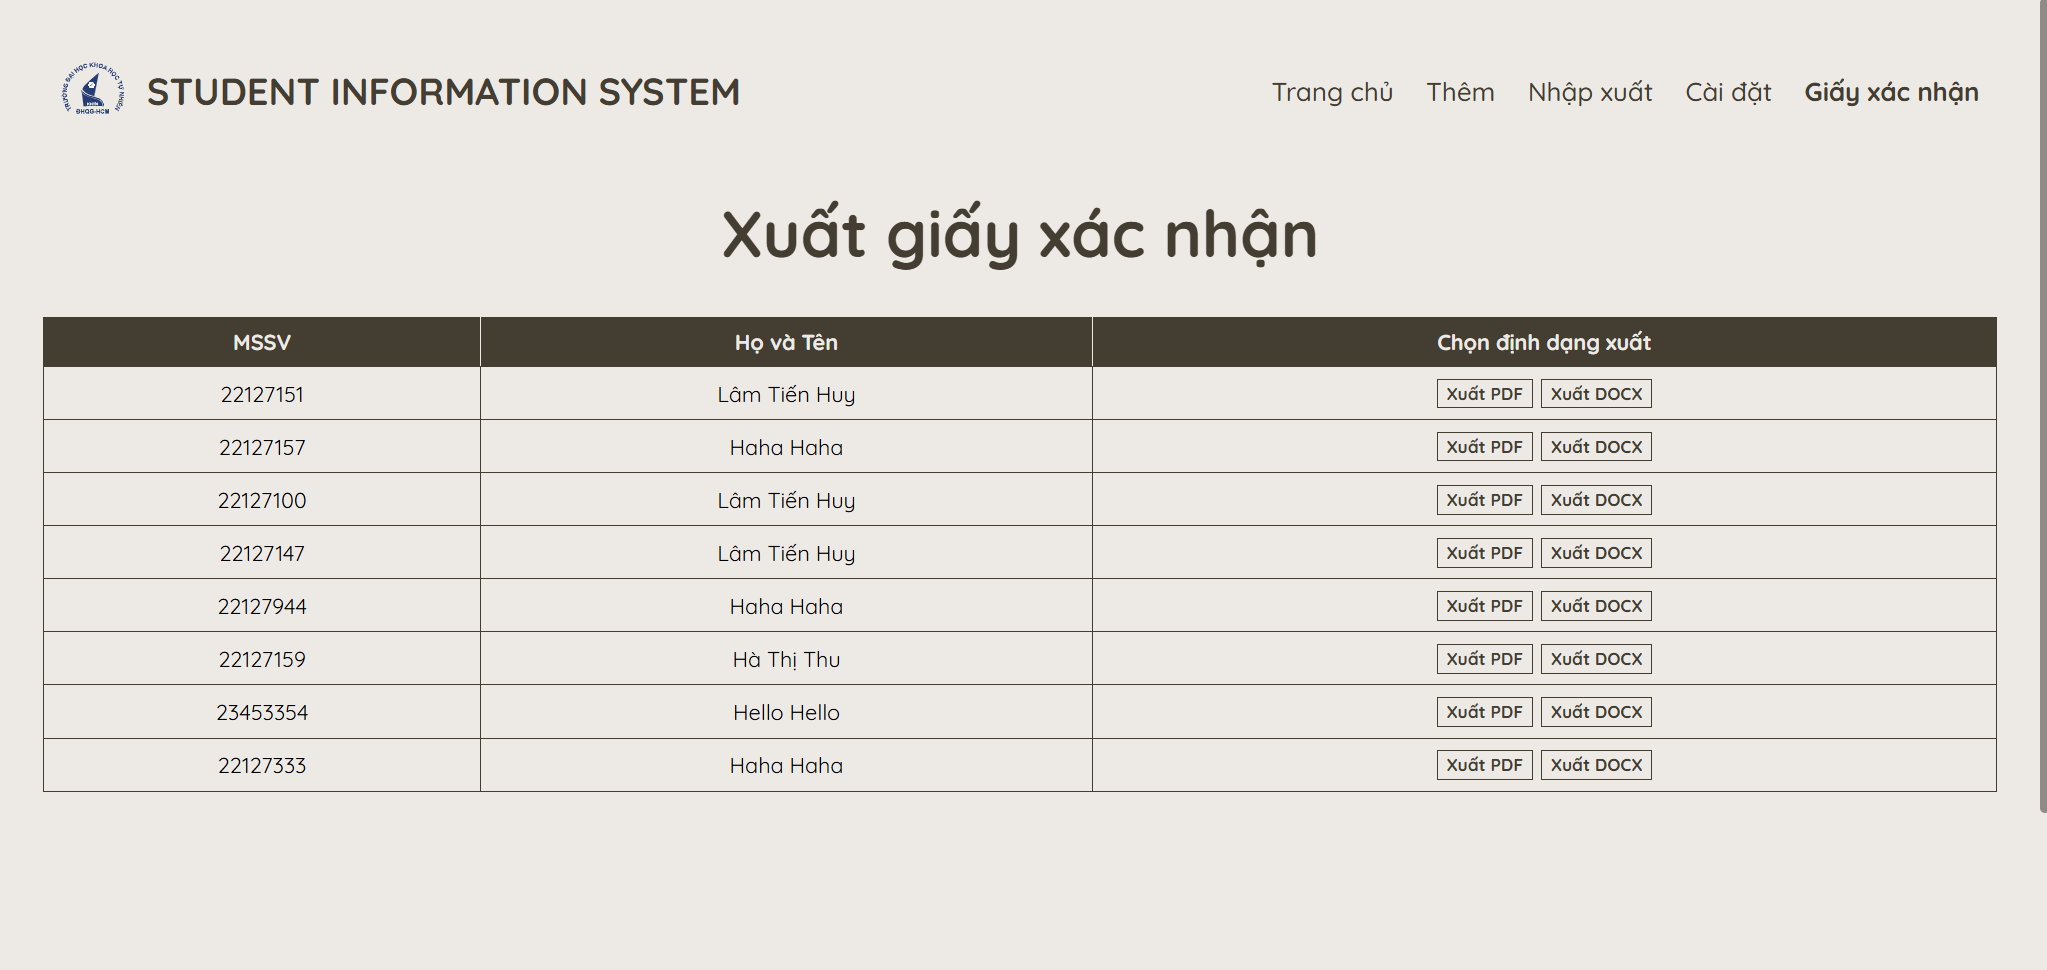 TRƯỜNG ĐẠI HỌC KHOA HỌC TỰ NHIÊN
ĐHQG-HCM
STUDENT INFORMATION SYSTEM
Trang chủ Thêm Nhập xuất Cài đặt Giấy xác nhận
Xuất giấy xác nhận
MSSV Họ và Tên Chọn định dạng xuất
22127151 Lâm Tiến Huy Xuất PDF Xuất DOCX
22127157 Haha Haha Xuất PDF Xuất DOCX
22127100 Lâm Tiến Huy Xuất PDF Xuất DOCX
22127147 Lâm Tiến Huy Xuất PDF Xuất DOCX
22127944 Haha Haha Xuất PDF Xuất DOCX
22127159 Hà Thị Thu Xuất PDF Xuất DOCX
23453354 Hello Hello Xuất PDF Xuất DOCX
22127333 Haha Haha Xuất PDF Xuất DOCX